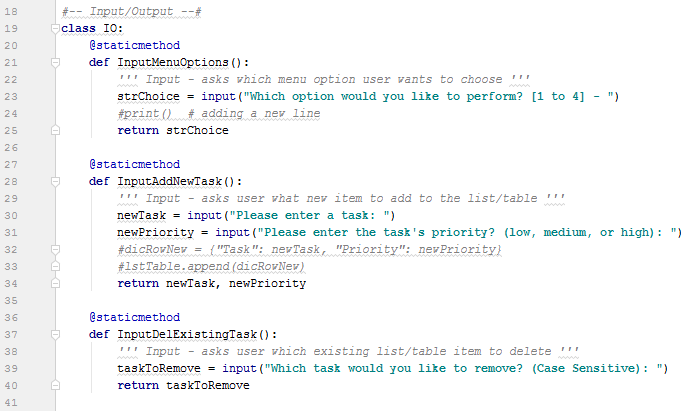 18 #-- Input/Output --#
19 class IO:
20     @staticmethod
21     def InputMenuOptions():
22         ''' Input - asks which menu option user wants to choose '''
23         strChoice = input("Which option would you like to perform? [1 to 4] - ")
24         #print()  # adding a new line
25         return strChoice
26
27     @staticmethod
28     def InputAddNewTask():
29         ''' Input - asks user what new item to add to the list/table '''
30         newTask = input("Please enter a task: ")
31         newPriority = input("Please enter the task's priority? (low, medium, or high): ")
32         #dicRowNew = {"Task": newTask, "Priority": newPriority}
33         #lstTable.append(dicRowNew)
34         return newTask, newPriority
35
36     @staticmethod
37     def InputDelExistingTask():
38         ''' Input - asks user which existing list/table item to delete '''
39         taskToRemove = input("Which task would you like to remove? (Case Sensitive): ")
40         return taskToRemove
41